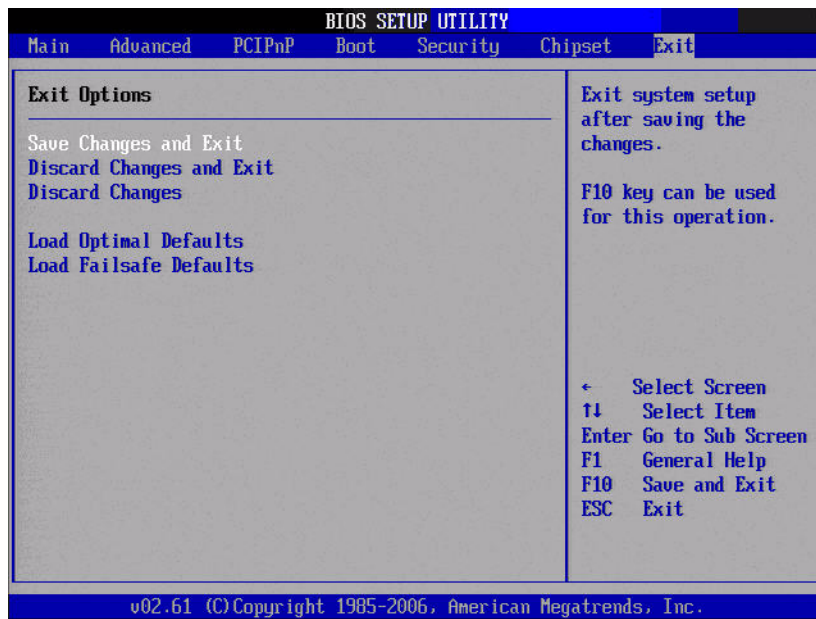 BIOS SETUP UTILITY
Main Advanced PCIPnP Boot Security Chipset Exit
Exit Options
Save Changes and Exit
Discard Changes and Exit
Discard Changes
Load Optimal Defaults
Load Failsafe Defaults
Exit system setup
after saving the
changes.
F10 key can be used
for this operation.
← Select Screen
↑↓ Select Item
Enter Go to Sub Screen
F1 General Help
F10 Save and Exit
ESC Exit
v02.61 (C)Copyright 1985-2006, American Megatrends, Inc.